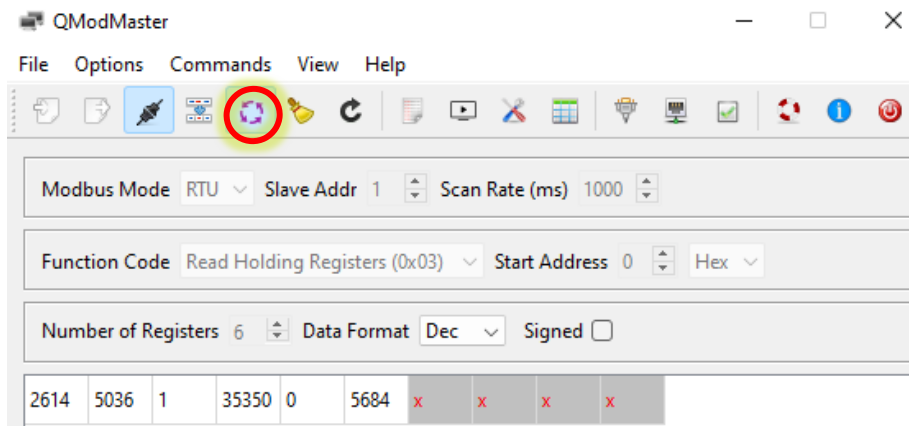 QModMaster
File Options Commands View Help
Modbus Mode RTU Slave Addr 1 Scan Rate (ms) 1000
Function Code Read Holding Registers (0x03) Start Address 0 Hex
Number of Registers 6 Data Format Dec Signed
2614 5036 1 35350 0 5684 x x x x